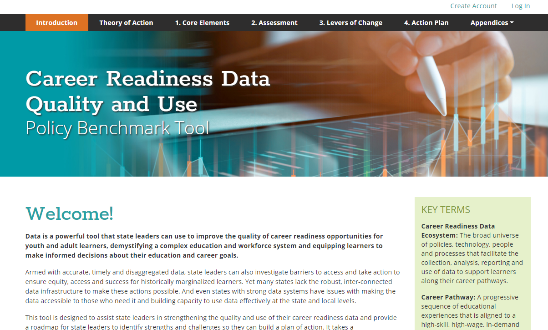 Create Account Log In
Introduction Theory of Action 1. Core Elements 2. Assessment 3. Levers of Change 4. Action Plan Appendices
Career Readiness Data
Quality and Use
Policy Benchmark Tool
Welcome!
Data is a powerful tool that state leaders can use to improve the quality of career readiness opportunities for
youth and adult learners, demystifying a complex education and workforce system and equipping learners to
make informed decisions about their education and career goals.
Armed with accurate, timely and disaggregated data, state leaders can also investigate barriers to access and take action to
ensure equity, access and success for historically marginalized learners. Yet many states lack the robust, inter-connected
data infrastructure to make these actions possible. And even states with strong data systems have issues with making the
data accessible to those who need it and building capacity to use data effectively at the state and local levels.
This tool is designed to assist state leaders in strengthening the quality and use of their career readiness data and provide
a roadmap for state leaders to identify strengths and challenges so they can build a plan of action. It takes a
KEY TERMS
Career Readiness Data
Ecosystem: The broad universe
of policies, technology, people
and processes that facilitate the
collection, analysis, reporting and
use of data to support learners
along their career pathways.
Career Pathway: A progressive
sequence of educational
experiences that is aligned to a
high-skill, high-wage, in-demand